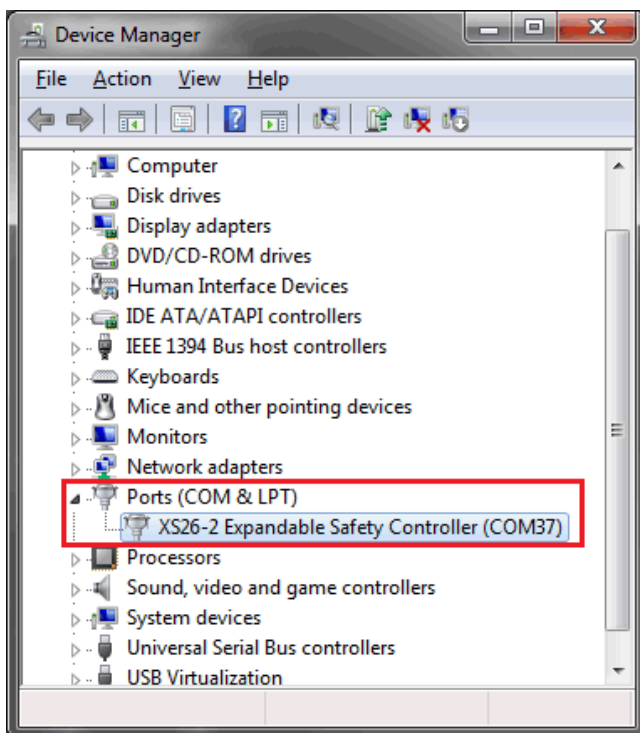 Device Manager
File Action View Help
Computer
Disk drives
Display adapters
DVD/CD-ROM drives
Human Interface Devices
IDE ATA/ATAPI controllers
IEEE 1394 Bus host controllers
Keyboards
Mice and other pointing devices
Monitors
Network adapters
Ports (COM & LPT)
XS26-2 Expandable Safety Controller (COM37)
Processors
Sound, video and game controllers
System devices
Universal Serial Bus controllers
USB Virtualization